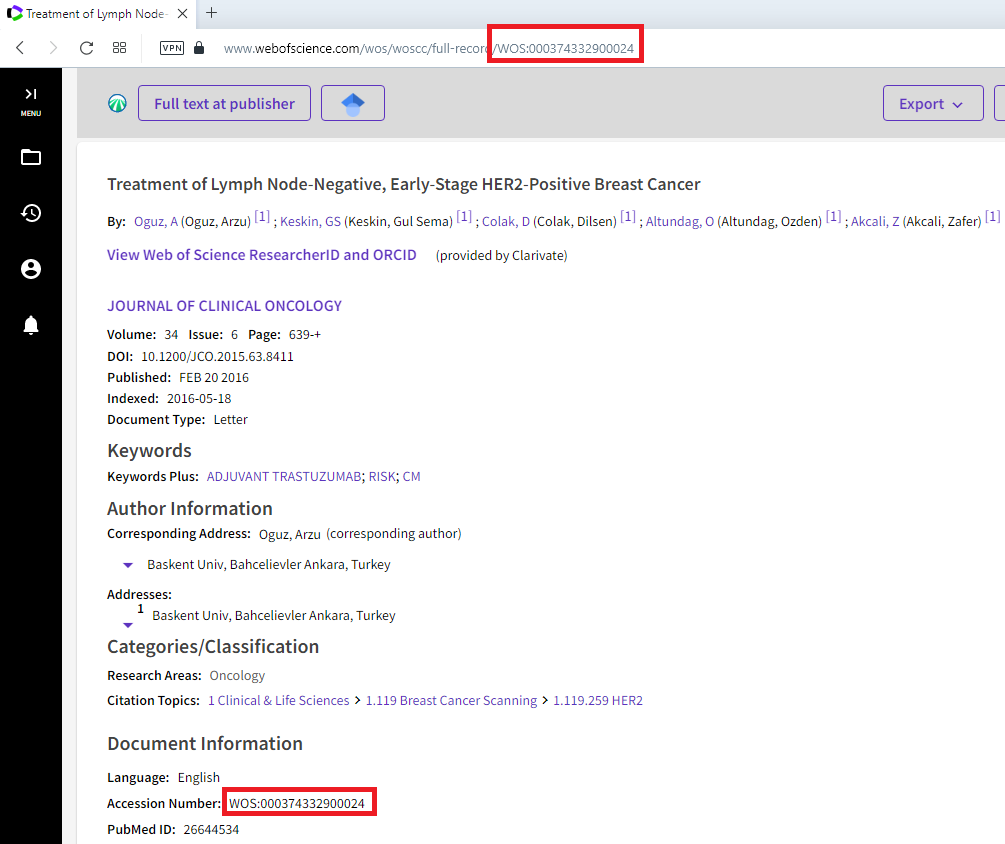 Treatment of Lymph Node-
VPN www.webofscience.com/wos/woscc/full-record/WOS:000374332900024
MENU
Full text at publisher
Export
Treatment of Lymph Node-Negative, Early-Stage HER2-Positive Breast Cancer
By: Oguz, A (Oguz, Arzu) [1] ; Keskin, GS (Keskin, Gul Sema) [1] ; Colak, D (Colak, Dilsen) [1] ; Altundag, O (Altundag, Ozden) [1] ; Akcali, Z (Akcali, Zafer) [1]
View Web of Science ResearcherID and ORCID (provided by Clarivate)
JOURNAL OF CLINICAL ONCOLOGY
Volume: 34 Issue: 6 Page: 639-+
DOI: 10.1200/JCO.2015.63.8411
Published: FEB 20 2016
Indexed: 2016-05-18
Document Type: Letter
Keywords
Keywords Plus: ADJUVANT TRASTUZUMAB; RISK; CM
Author Information
Corresponding Address: Oguz, Arzu (corresponding author)
Baskent Univ, Bahcelievler Ankara, Turkey
Addresses:
1 Baskent Univ, Bahcelievler Ankara, Turkey
Categories/Classification
Research Areas: Oncology
Citation Topics: 1 Clinical & Life Sciences > 1.119 Breast Cancer Scanning > 1.119.259 HER2
Document Information
Language: English
Accession Number: WOS:000374332900024
PubMed ID: 26644534